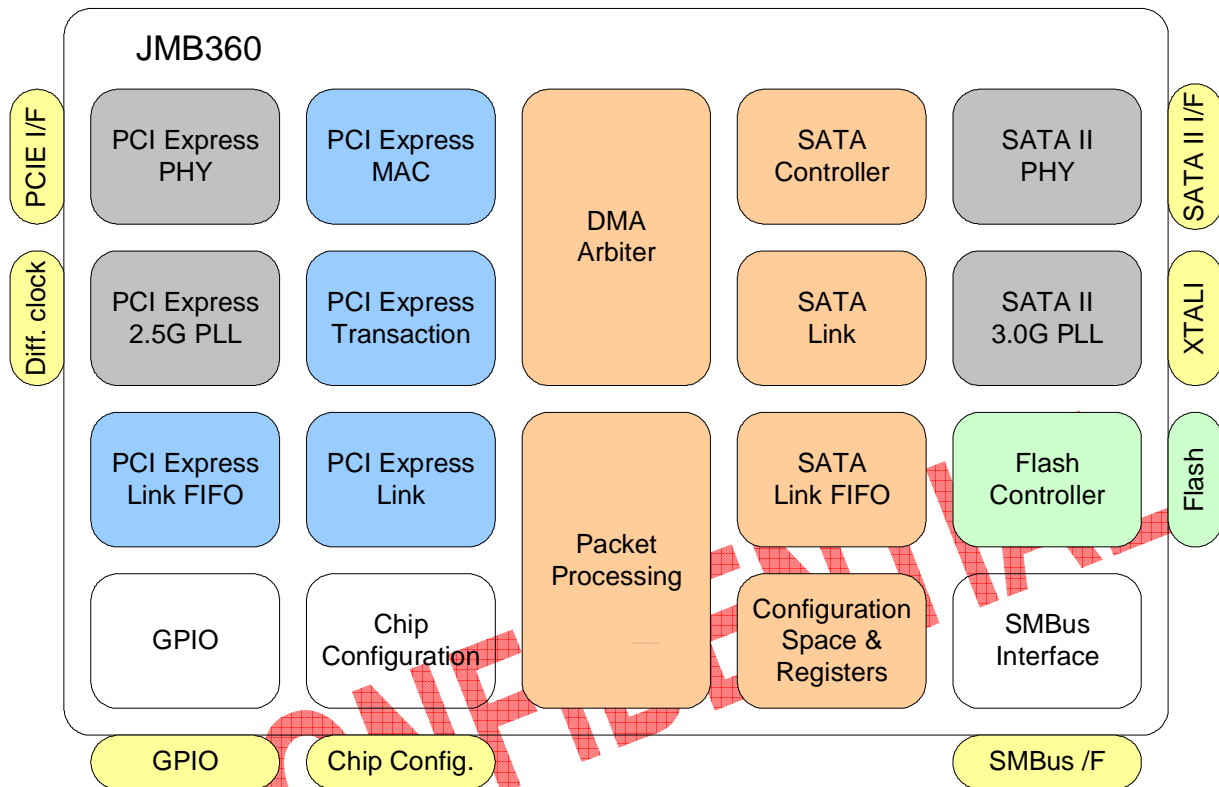 JMB360
PCIE I/F
PCI Express
PHY
PCI Express
MAC
DMA
Arbiter
SATA
Controller
SATA II
PHY
SATA II I/F
Diff. clock
PCI Express
2.5G PLL
PCI Express
Transaction
SATA
Link
SATA II
3.0G PLL
XTALI
PCI Express
Link FIFO
PCI Express
Link
Packet
Processing
SATA
Link FIFO
Flash
Controller
Flash
GPIO
Chip
Configuration
Configuration
Space &
Registers
SMBus
Interface
GPIO
Chip Config.
SMBus /F
CONFIDENTIAL